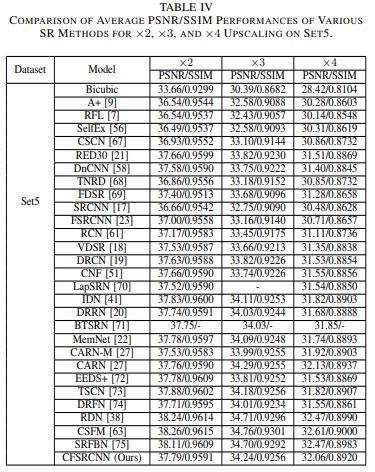 TABLE IV
COMPARISON OF AVERAGE PSNR/SSIM PERFORMANCES OF VARIOUS
SR METHODS FOR ×2, ×3, AND ×4 UPSCALING ON SET5.
Dataset Model ×2 ×3 ×4
PSNR/SSIM PSNR/SSIM PSNR/SSIM
Set5
Bicubic 33.66/0.9299 30.39/0.8682 28.42/0.8104
A+ [9] 36.54/0.9544 32.58/0.9088 30.28/0.8603
RFL [7] 36.54/0.9537 32.43/0.9057 30.14/0.8548
SelfEx [56] 36.49/0.9537 32.58/0.9093 30.31/0.8619
CSCN [67] 36.93/0.9552 33.10/0.9144 30.86/0.8732
RED30 [21] 37.66/0.9599 33.82/0.9230 31.51/0.8869
DnCNN [58] 37.58/0.9590 33.75/0.9222 31.40/0.8845
TNRD [68] 36.86/0.9556 33.18/0.9152 30.85/0.8732
FDSR [69] 37.40/0.9513 33.68/0.9096 31.28/0.8658
SRCNN [17] 36.66/0.9542 32.75/0.9090 30.48/0.8628
FSRCNN [23] 37.00/0.9558 33.16/0.9140 30.71/0.8657
RCN [61] 37.17/0.9583 33.45/0.9175 31.11/0.8736
VDSR [18] 37.53/0.9587 33.66/0.9213 31.35/0.8838
DRCN [19] 37.63/0.9588 33.82/0.9226 31.53/0.8854
CNF [51] 37.66/0.9590 33.74/0.9226 31.55/0.8856
LapSRN [70] 37.52/0.9590 - 31.54/0.8850
IDN [41] 37.83/0.9600 34.11/0.9253 31.82/0.8903
DRRN [20] 37.74/0.9591 34.03/0.9244 31.68/0.8888
BTSRN [71] 37.75/- 34.03/- 31.85/-
MemNet [22] 37.78/0.9597 34.09/0.9248 31.74/0.8893
CARN-M [27] 37.53/0.9583 33.99/0.9255 31.92/0.8903
CARN [27] 37.76/0.9590 34.29/0.9255 32.13/0.8937
EEDS+ [72] 37.78/0.9609 33.81/0.9252 31.53/0.8869
TSCN [73] 37.88/0.9602 34.18/0.9256 31.82/0.8907
DRFN [74] 37.71/0.9595 34.01/0.9234 31.55/0.8861
RDN [38] 38.24/0.9614 34.71/0.9296 32.47/0.8990
CSFM [63] 38.26/0.9615 34.76/0.9301 32.61/0.9000
SRFBN [75] 38.11/0.9609 34.70/0.9292 32.47/0.8983
CFSRCNN (Ours) 37.79/0.9591 34.24/0.9256 32.06/0.8920